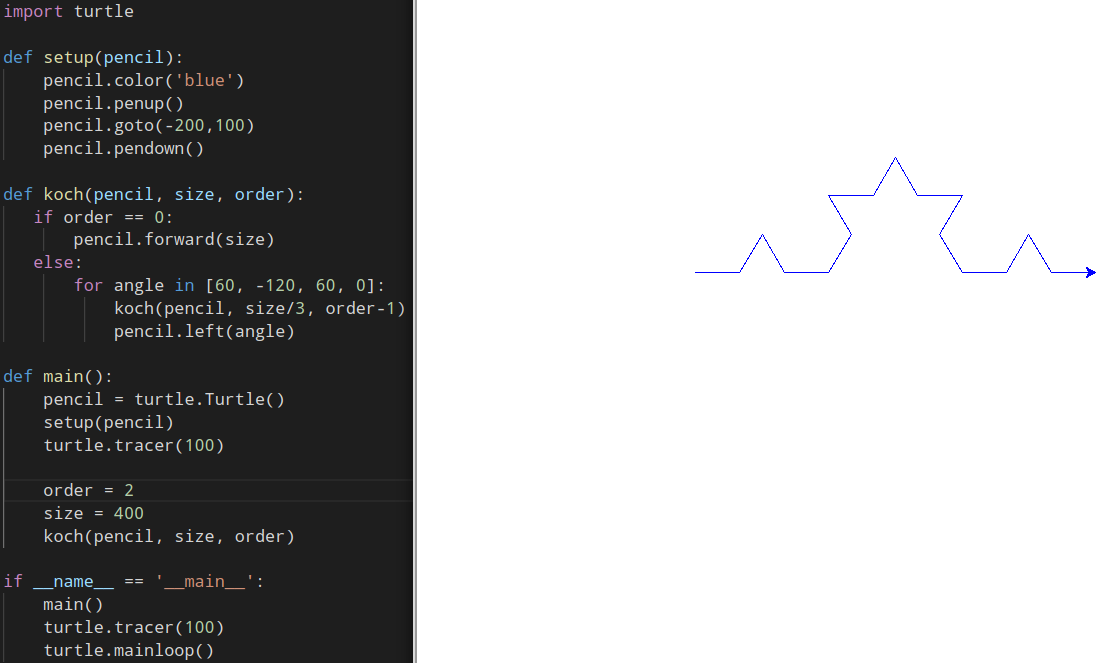 import turtle

def setup(pencil):
    pencil.color('blue')
    pencil.penup()
    pencil.goto(-200,100)
    pencil.pendown()

def koch(pencil, size, order):
   if order == 0:
       pencil.forward(size)
   else:
       for angle in [60, -120, 60, 0]:
           koch(pencil, size/3, order-1)
           pencil.left(angle)

def main():
    pencil = turtle.Turtle()
    setup(pencil)
    turtle.tracer(100)

    order = 2
    size = 400
    koch(pencil, size, order)

if __name__ == '__main__':
    main()
    turtle.tracer(100)
    turtle.mainloop()